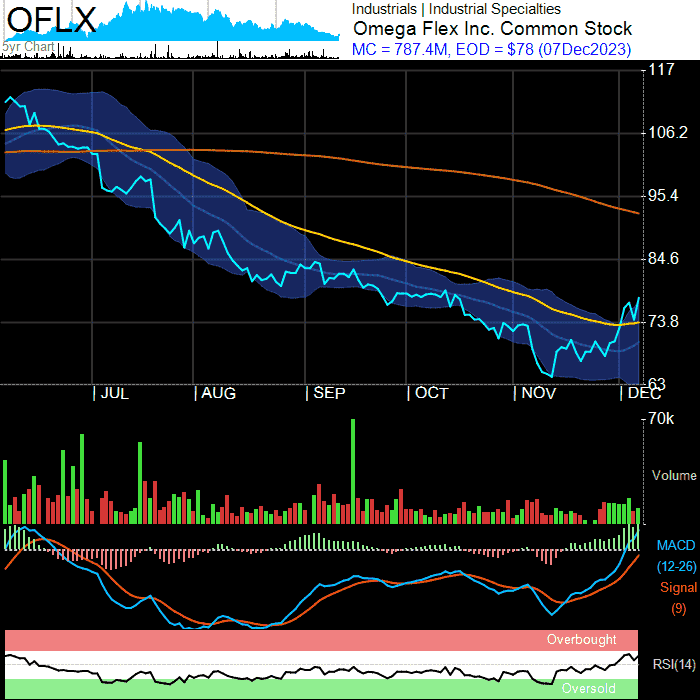 OFLX
5yr Chart
Industrials | Industrial Specialties
Omega Flex Inc. Common Stock
MC = 787.4M, EOD = $78 (07Dec2023)
117
106.2
95.4
84.6
73.8
63
JUL
AUG
SEP
OCT
NOV
DEC
70k
Volume
MACD
(12-26)
Signal
(9)
Overbought
RSI(14)
Oversold